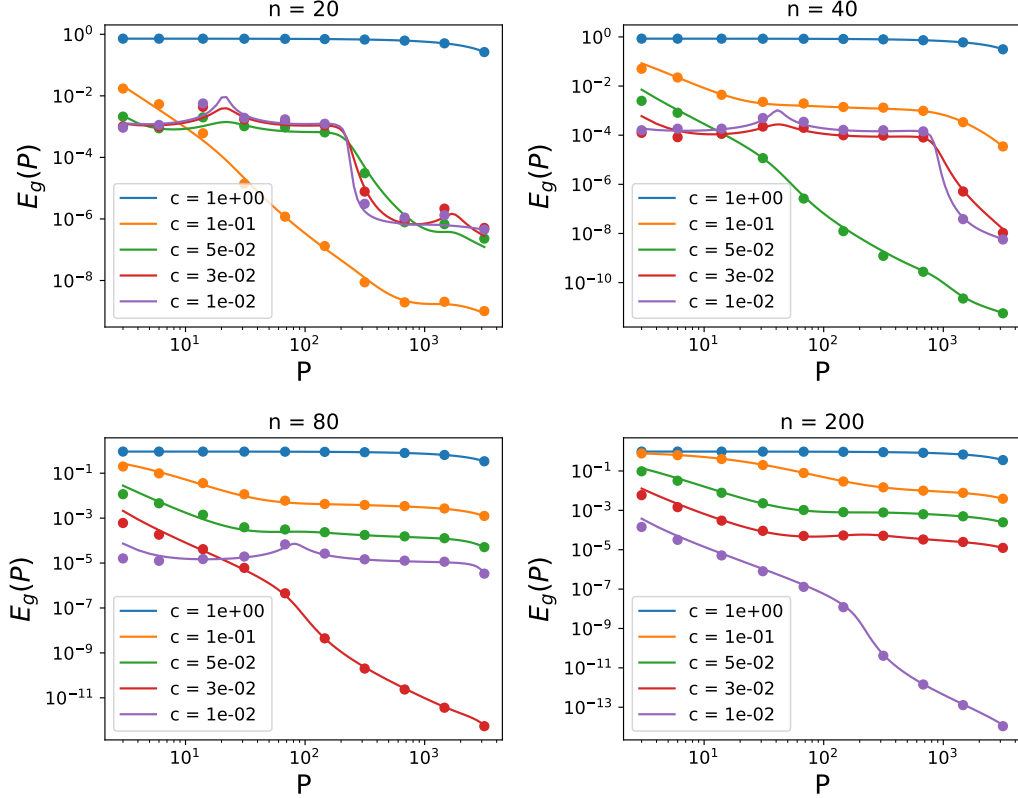 n = 20
10^0
10^-2
10^-4
10^-6
10^-8
E_g(P)
c = 1e+00
c = 1e-01
c = 5e-02
c = 3e-02
c = 1e-02
10^1
10^2
10^3
P
n = 40
10^0
10^-2
10^-4
10^-6
10^-8
10^-10
E_g(P)
c = 1e+00
c = 1e-01
c = 5e-02
c = 3e-02
c = 1e-02
10^1
10^2
10^3
P
n = 80
10^-1
10^-3
10^-5
10^-7
10^-9
10^-11
E_g(P)
c = 1e+00
c = 1e-01
c = 5e-02
c = 3e-02
c = 1e-02
10^1
10^2
10^3
P
n = 200
10^-1
10^-3
10^-5
10^-7
10^-9
10^-11
10^-13
E_g(P)
c = 1e+00
c = 1e-01
c = 5e-02
c = 3e-02
c = 1e-02
10^1
10^2
10^3
P